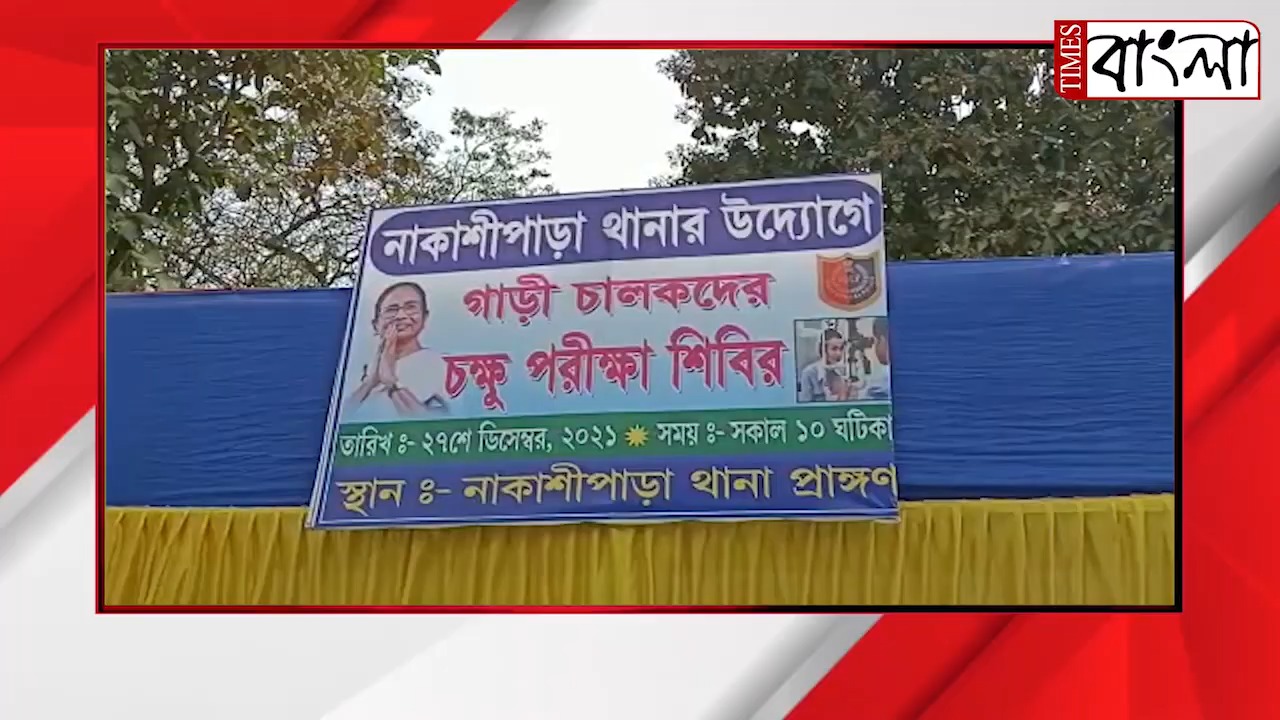 TIMES বাংলা
নাকাশীপাড়া থানার উদ্যোগে
গাড়ী চালকদের
চক্ষু পরীক্ষা শিবির
তারিখ ঃ- ২৭শে ডিসেম্বর, ২০২১ সময় ঃ- সকাল ১০ ঘটিকা
স্থান ঃ- নাকাশীপাড়া থানা প্রাঙ্গণ